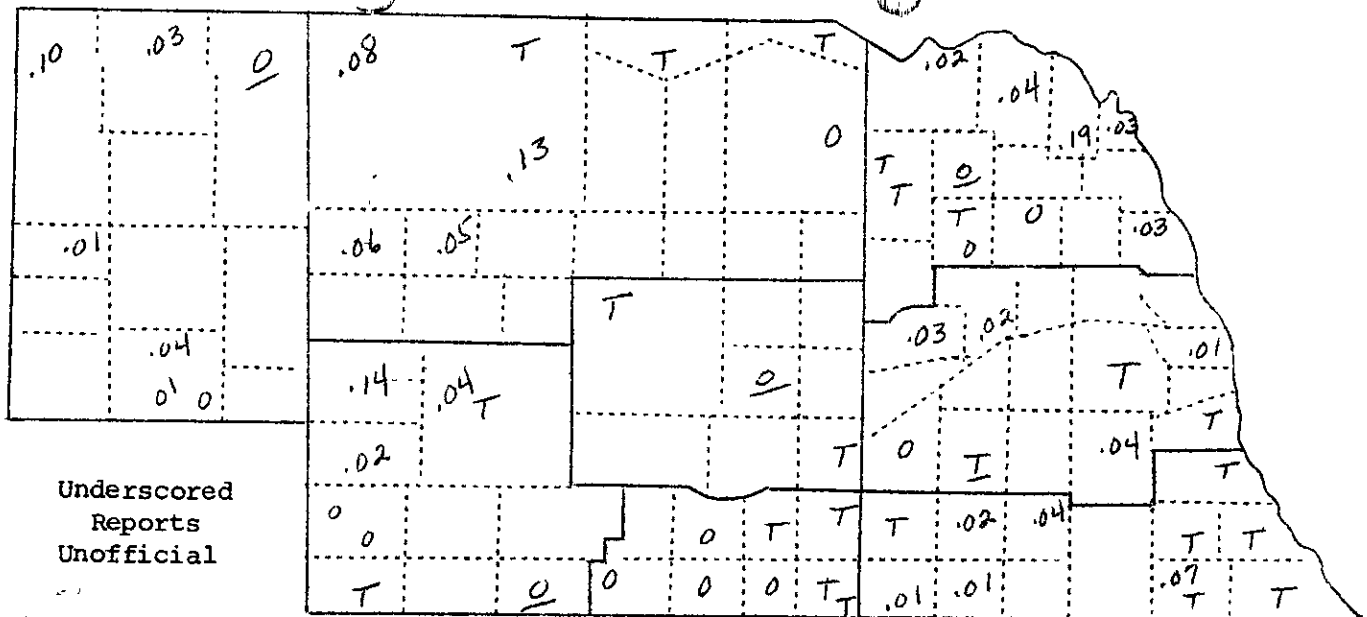 .10 .03 0 .08 T T T .02
.04
.13 0 .19 .03
T 0
T
T 0
.01 .06 .05 0 .03
T .03 .02
.04 .14 .04 T 0 T .01
01 0
.02 T 0 T .04 T
T
Underscored
Reports
Unofficial
0 0 0 T T T .02 .04 T T
T 0 0 0 0 T T .01 .01 .07 T T